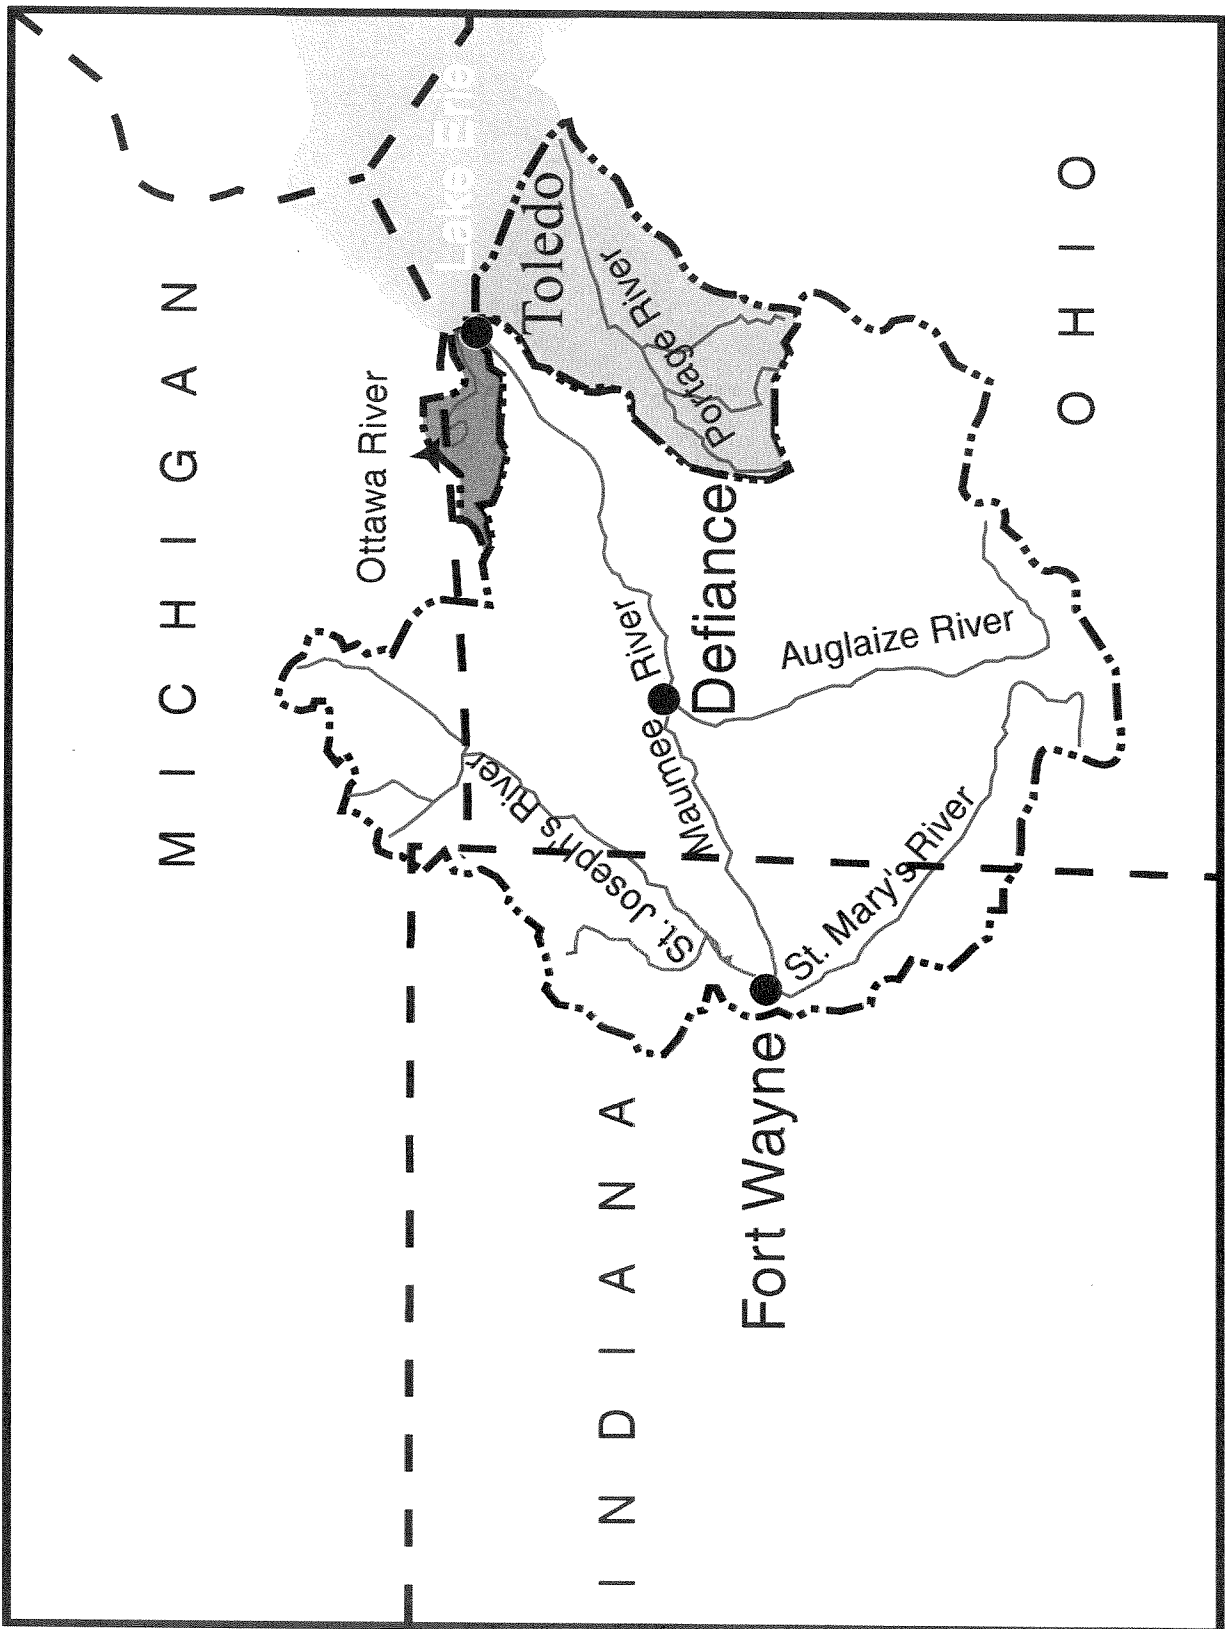 MICHIGAN
Ottawa River
Lake Erie
Toledo
Portage River
Maumee River
Defiance
Auglaize River
St. Joseph's River
St. Mary's River
Fort Wayne
INDIANA
OHIO